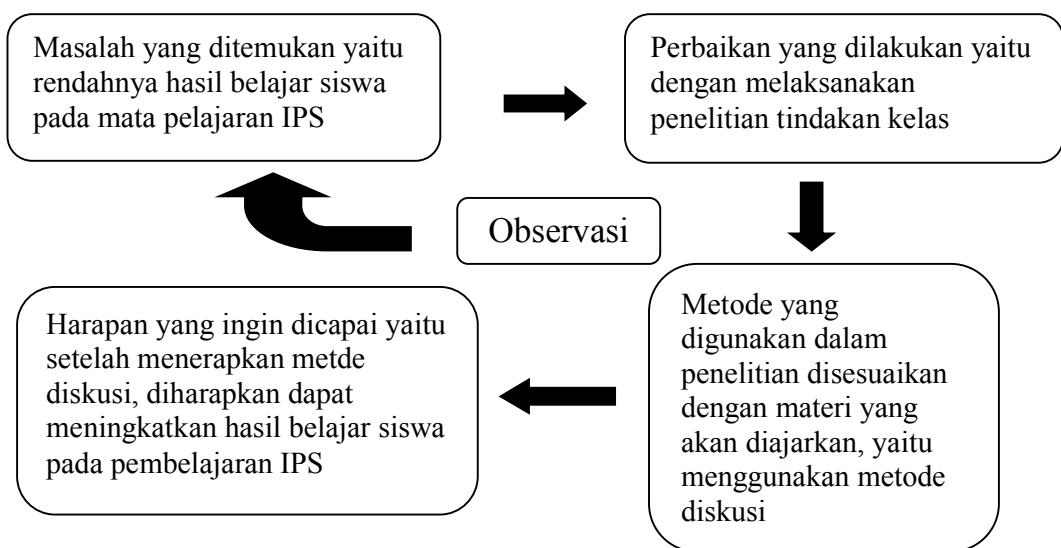 Masalah yang ditemukan yaitu
rendahnya hasil belajar siswa
pada mata pelajaran IPS
Perbaikan yang dilakukan yaitu
dengan melaksanakan
penelitian tindakan kelas
Observasi
Metode yang
digunakan dalam
penelitian disesuaikan
dengan materi yang
akan diajarkan, yaitu
menggunakan metode
diskusi
Harapan yang ingin dicapai yaitu
setelah menerapkan metde
diskusi, diharapkan dapat
meningkatkan hasil belajar siswa
pada pembelajaran IPS